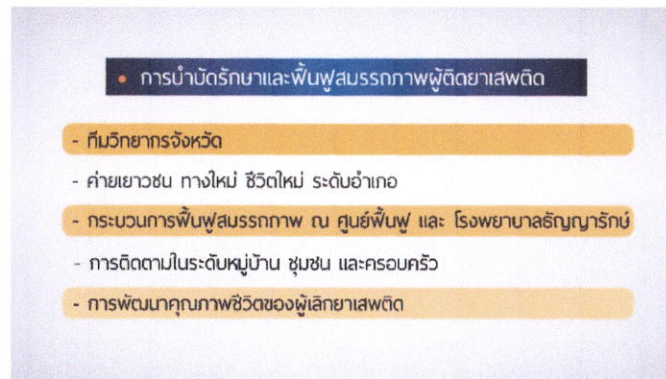 • การบำบัดรักษาและฟื้นฟูสมรรถภาพผู้ติดยาเสพติด
- ทีมวิทยากรจังหวัด
- ค่ายเยาวชน ทางใหม่ ชีวิตใหม่ ระดับอำเภอ
- กระบวนการฟื้นฟูสมรรถภาพ ณ ศูนย์ฟื้นฟู และ โรงพยาบาลธัญญารักษ์
- การติดตามในระดับหมู่บ้าน ชุมชน และครอบครัว
- การพัฒนาคุณภาพชีวิตของผู้เลิกยาเสพติด